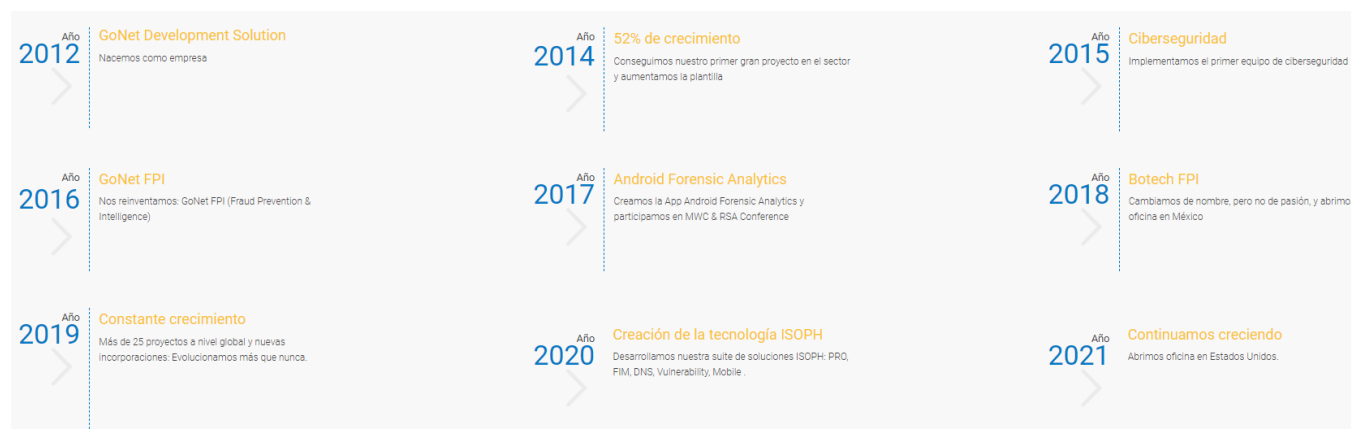 Año
2012
GoNet Development Solution
Nacemos como empresa
Año
2014
52% de crecimiento
Conseguimos nuestro primer gran proyecto en el sector
y aumentamos la plantilla
Año
2015
Ciberseguridad
Implementamos el primer equipo de ciberseguridad
Año
2016
GoNet FPI
Nos reinventamos: GoNet FPI (Fraud Prevention &
Intelligence)
Año
2017
Android Forensic Analytics
Creamos la App Android Forensic Analytics y
participamos en MWC & RSA Conference
Año
2018
Botech FPI
Cambiamos de nombre, pero no de pasión, y abrimo
oficina en México
Año
2019
Constante crecimiento
Más de 25 proyectos a nivel global y nuevas
incorporaciones: Evolucionamos más que nunca.
Año
2020
Creación de la tecnología ISOPH
Desarrollamos nuestra suite de soluciones ISOPH: PRO,
FIM, DNS, Vulnerability, Mobile .
Año
2021
Continuamos creciendo
Abrimos oficina en Estados Unidos.